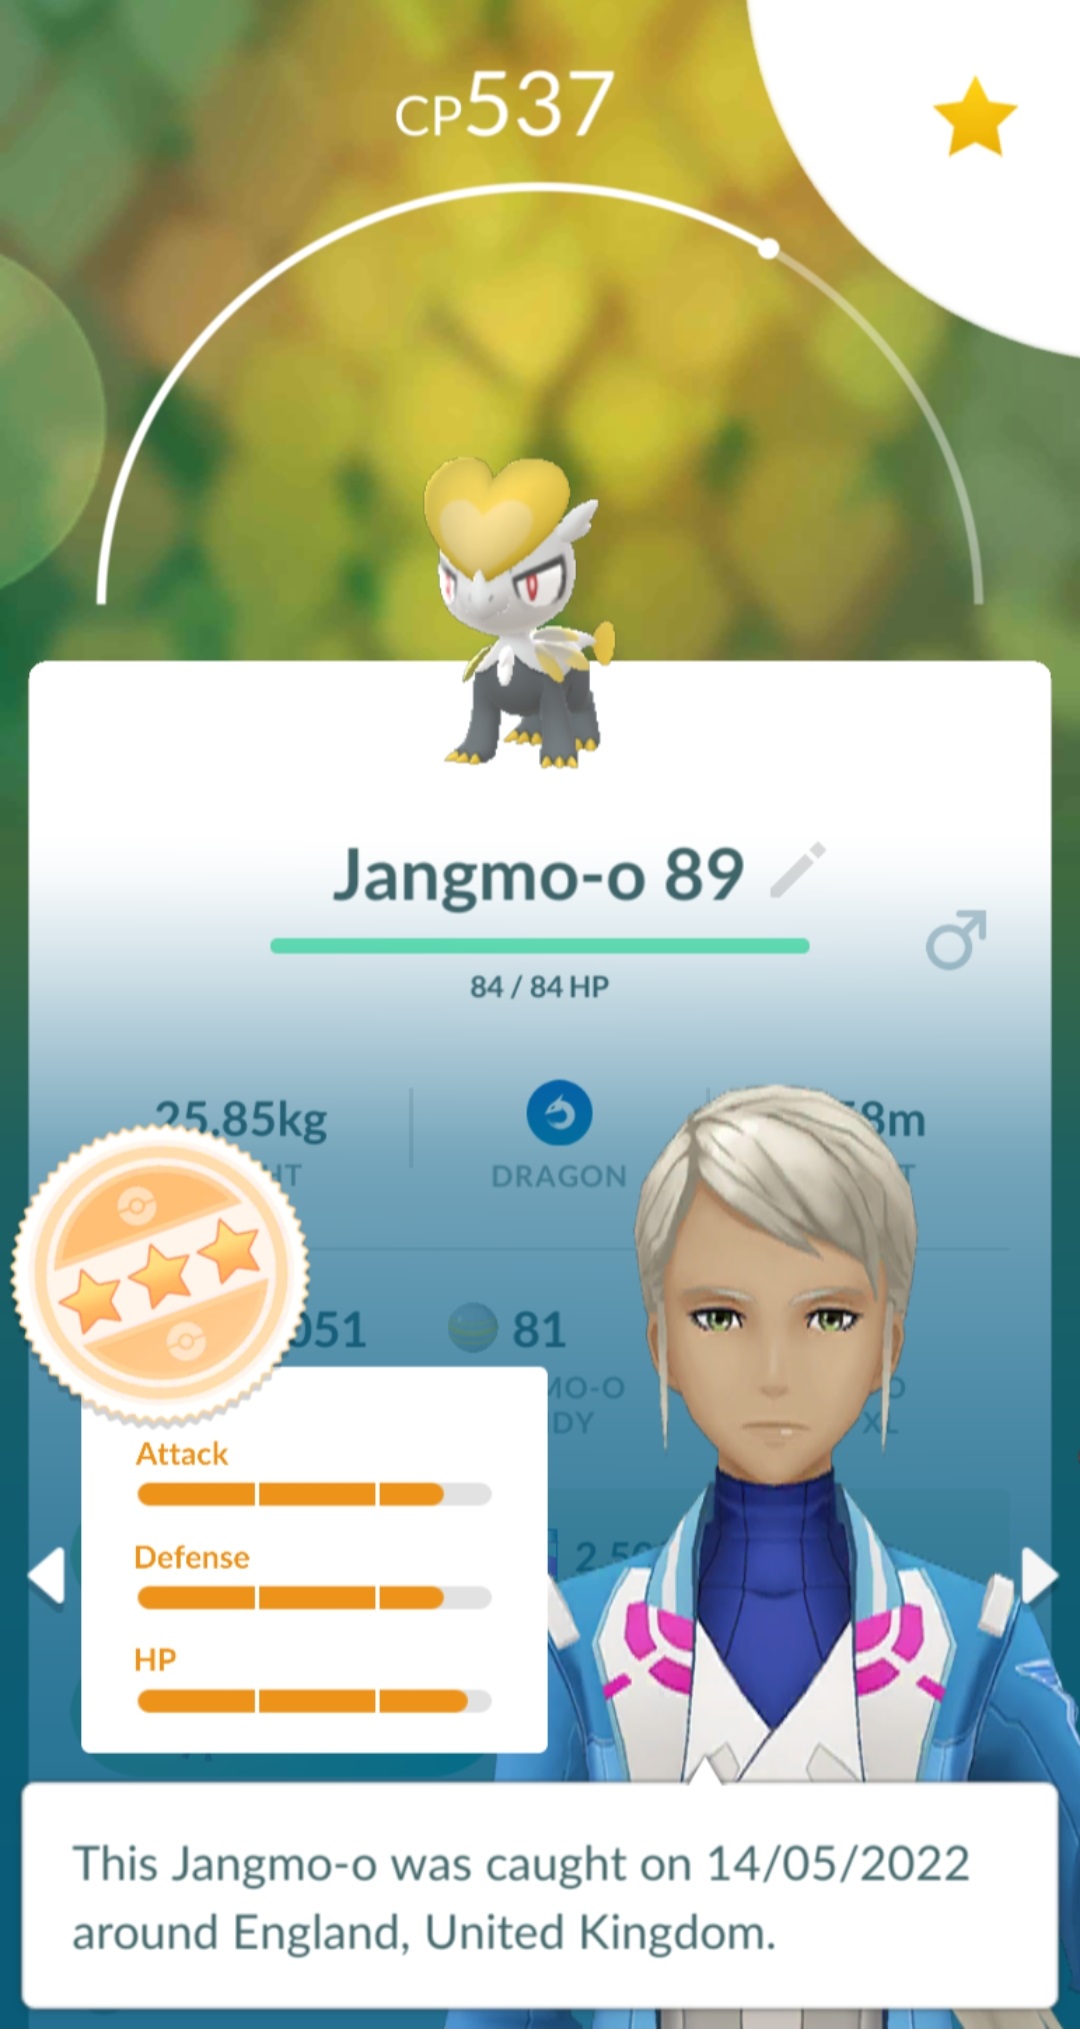 CP537
Jangmo-o 89
84 / 84 HP
25.85kg
DRAGON
81
Attack
Defense
HP
This Jangmo-o was caught on 14/05/2022
around England, United Kingdom.